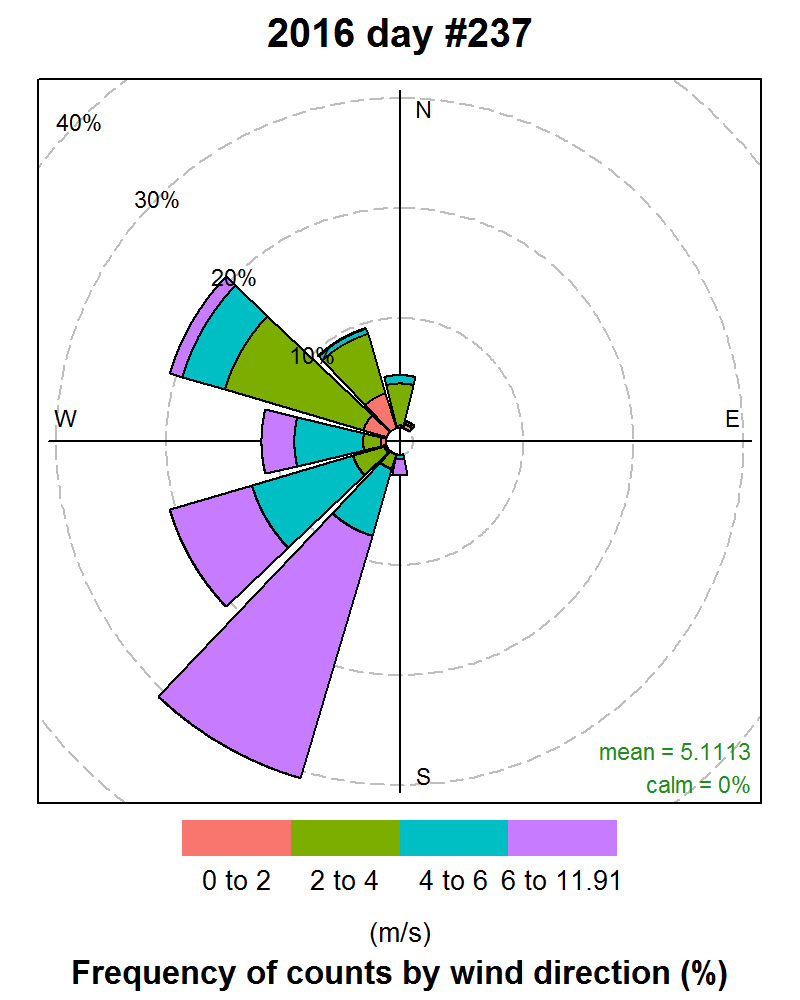 2016 day #237
N
40%
30%
20%
10%
W
E
S
mean = 5.1113
calm = 0%
0 to 2 2 to 4 4 to 6 6 to 11.91
(m/s)
Frequency of counts by wind direction (%)